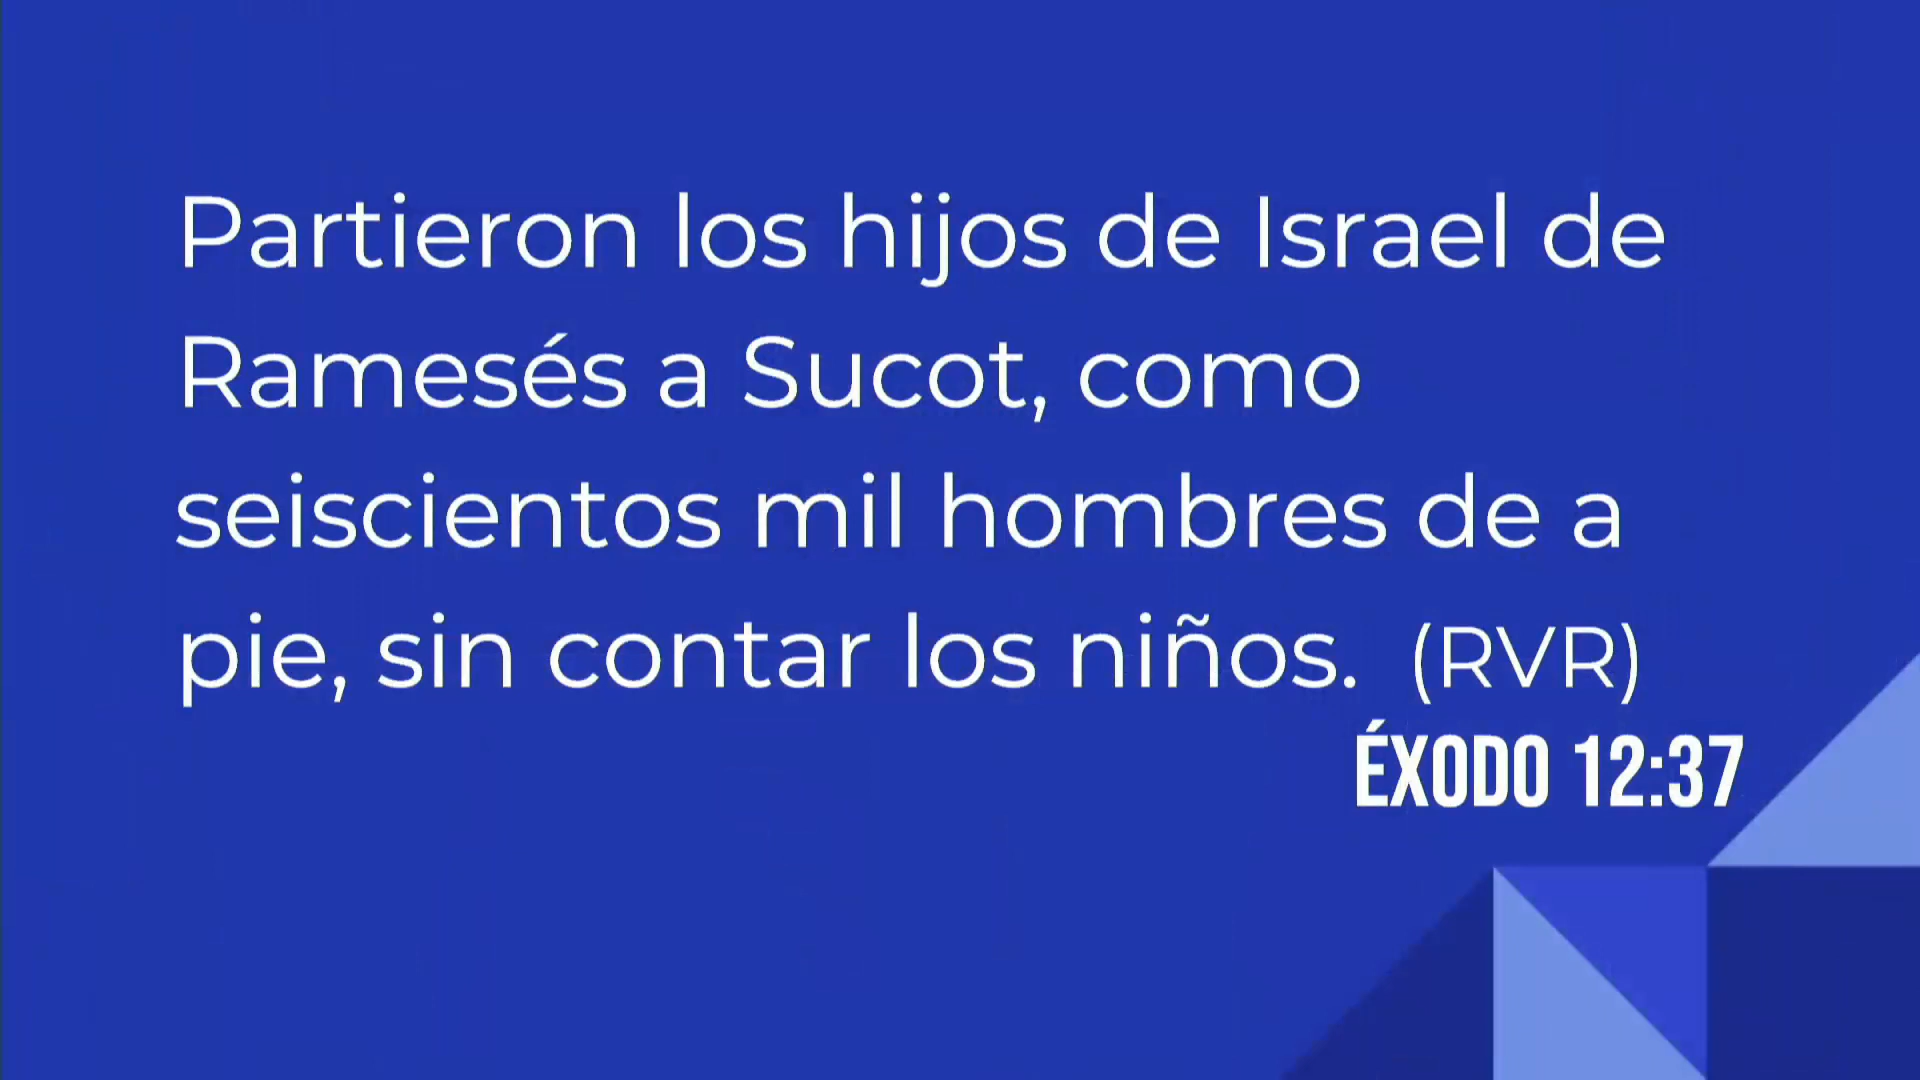 Partieron los hijos de Israel de
Ramesés a Sucot, como
seiscientos mil hombres de a
pie, sin contar los niños. (RVR)
ÉXODO 12:37